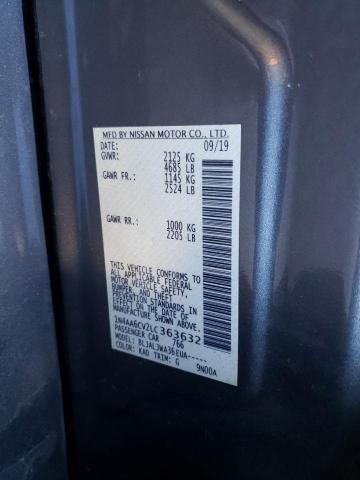 MFD BY NISSAN MOTOR CO., LTD.
DATE: 09/19
GVWR: 2125 KG
4685 LB
GAWR FR.: 1145 KG
2524 LB
GAWR RR.: 1000 KG
2205 LB
THIS VEHICLE CONFORMS TO
ALL APPLICABLE FEDERAL
MOTOR VEHICLE SAFETY,
BUMPER, AND THEFT
PREVENTION STANDARDS
IN EFFECT ON THE DATE OF
MANUFACTURE SHOWN ABOVE.
1N4AA6CV2LC363632
PASSENGER CAR 766
BLJALJWA36EUA-----
COLOR: KAD TRIM: G 9N00A